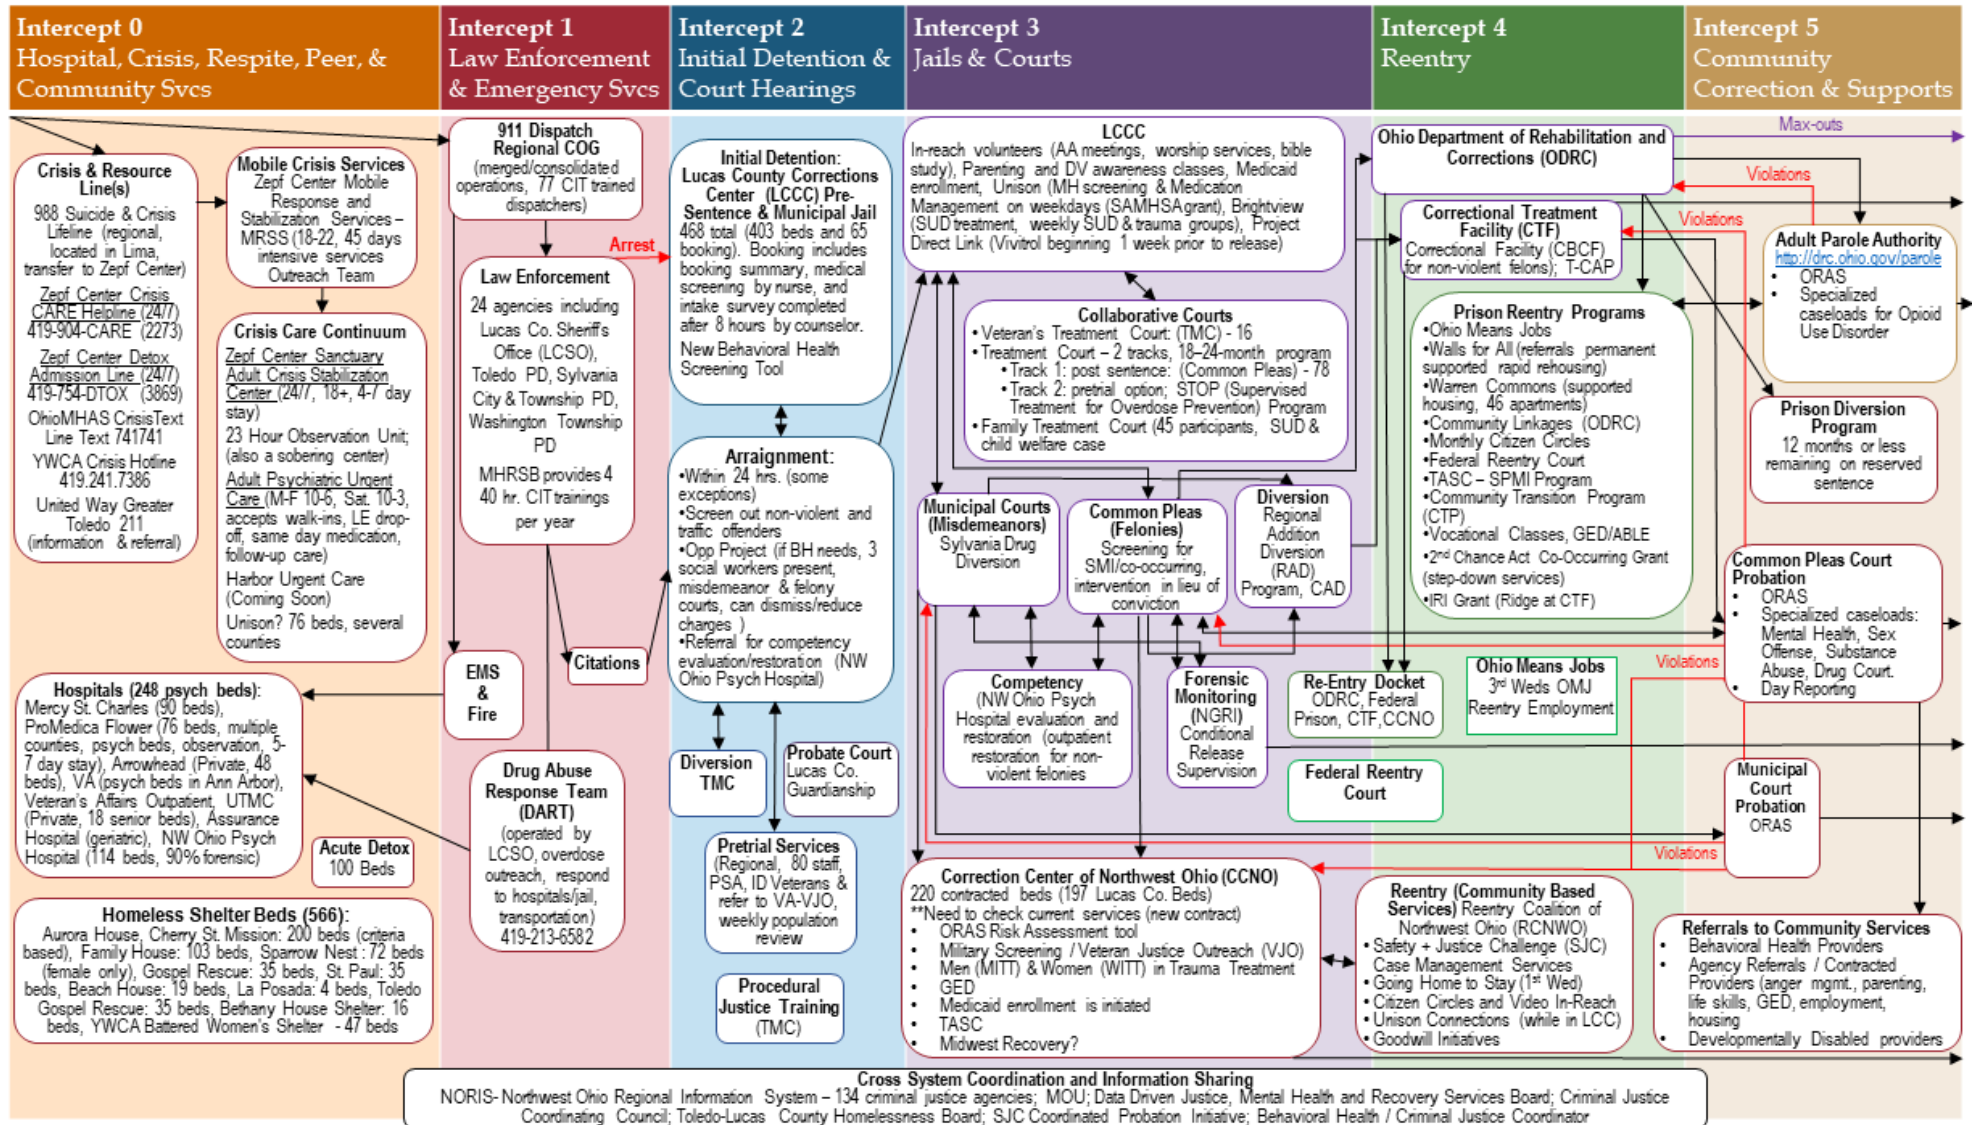 Intercept 0
Hospital, Crisis, Respite, Peer, &
Community Svcs
Intercept 1
Law Enforcement
& Emergency Svcs
Intercept 2
Initial Detention &
Court Hearings
Intercept 3
Jails & Courts
Intercept 4
Reentry
Intercept 5
Community
Correction & Supports
Crisis & Resource
Line(s)
988 Suicide & Crisis
Lifeline (regional,
located in Lima,
transfer to Zepf Center)
Zepf Center Crisis
CARE Helpline (24/7)
419-904-CARE (2273)
Zepf Center Detox
Admission Line (24/7)
419-754-DTOX (3869)
OhioMHAS CrisisText
Line Text 741741
YWCA Crisis Hotline
419.241.7386
United Way Greater
Toledo 211
(information & referral)
Mobile Crisis Services
Zepf Center Mobile
Response and
Stabilization Services –
MRSS (18-22, 45 days
intensive services
Outreach Team
Crisis Care Continuum
Zepf Center Sanctuary
Adult Crisis Stabilization
Center (24/7, 18+, 4-7 day
stay)
23 Hour Observation Unit;
(also a sobering center)
Adult Psychiatric Urgent
Care (M-F 10-6, Sat. 10-3,
accepts walk-ins, LE drop-
off, same day medication,
follow-up care)
Harbor Urgent Care
(Coming Soon)
Unison? 76 beds, several
counties
Hospitals (248 psych beds):
Mercy St. Charles (90 beds),
ProMedica Flower (76 beds, multiple
counties, psych beds, observation, 5-
7 day stay), Arrowhead (Private, 48
beds), VA (psych beds in Ann Arbor),
Veteran's Affairs Outpatient, UTMC
(Private, 18 senior beds), Assurance
Hospital (geriatric), NW Ohio Psych
Hospital (114 beds, 90% forensic)
Acute Detox
100 Beds
Homeless Shelter Beds (566):
Aurora House, Cherry St. Mission: 200 beds (criteria
based), Family House: 103 beds, Sparrow Nest : 72 beds
(female only), Gospel Rescue: 35 beds, St. Paul: 35
beds, Beach House: 19 beds, La Posada: 4 beds, Toledo
Gospel Rescue: 35 beds, Bethany House Shelter: 16
beds, YWCA Battered Women's Shelter - 47 beds
911 Dispatch
Regional COG
(merged/consolidated
operations, 77 CIT trained
dispatchers)
Arrest
Law Enforcement
24 agencies including
Lucas Co. Sheriff's
Office (LCSO),
Toledo PD, Sylvania
City & Township PD,
Washington Township
PD
MHRSB provides 4
40 hr. CIT trainings
per year
EMS
&
Fire
Citations
Drug Abuse
Response Team
(DART)
(operated by
LCSO, overdose
outreach, respond
to hospitals/jail,
transportation)
419-213-6582
Initial Detention:
Lucas County Corrections
Center (LCCC) Pre-
Sentence & Municipal Jail
468 total (403 beds and 65
booking). Booking includes
booking summary, medical
screening by nurse, and
intake survey completed
after 8 hours by counselor.
New Behavioral Health
Screening Tool
Arraignment:
•Within 24 hrs. (some
exceptions)
•Screen out non-violent and
traffic offenders
•Opp Project (if BH needs, 3
social workers present,
misdemeanor & felony
courts, can dismiss/reduce
charges )
•Referral for competency
evaluation/restoration (NW
Ohio Psych Hospital)
Diversion
TMC
Probate Court
Lucas Co.
Guardianship
Pretrial Services
(Regional, 80 staff,
PSA, ID Veterans &
refer to VA-VJO,
weekly population
review
Procedural
Justice Training
(TMC)
LCCC
In-reach volunteers (AA meetings, worship services, bible
study), Parenting and DV awareness classes, Medicaid
enrollment, Unison (MH screening & Medication
Management on weekdays (SAMHSA grant), Brightview
(SUD treatment, weekly SUD & trauma groups), Project
Direct Link (Vivitrol beginning 1 week prior to release)
Collaborative Courts
• Veteran's Treatment Court: (TMC) - 16
• Treatment Court – 2 tracks, 18–24-month program
• Track 1: post sentence: (Common Pleas) - 78
• Track 2: pretrial option; STOP (Supervised
Treatment for Overdose Prevention) Program
• Family Treatment Court (45 participants, SUD &
child welfare case
Municipal Courts
(Misdemeanors)
Sylvania Drug
Diversion
Common Pleas
(Felonies)
Screening for
SMI/co-occurring,
intervention in lieu of
conviction
Diversion
Regional
Addition
Diversion
(RAD)
Program, CAD
Competency
(NW Ohio Psych
Hospital evaluation and
restoration (outpatient
restoration for non-
violent felonies
Forensic
Monitoring
(NGRI)
Conditional
Release
Supervision
Correction Center of Northwest Ohio (CCNO)
220 contracted beds (197 Lucas Co. Beds)
**Need to check current services (new contract)
• ORAS Risk Assessment tool
• Military Screening / Veteran Justice Outreach (VJO)
• Men (MITT) & Women (WITT) in Trauma Treatment
• GED
• Medicaid enrollment is initiated
• TASC
• Midwest Recovery?
Ohio Department of Rehabilitation and
Corrections (ODRC)
Correctional Treatment
Facility (CTF)
Correctional Facility (CBCF)
for non-violent felons); T-CAP
Prison Reentry Programs
•Ohio Means Jobs
•Walls for All (referrals permanent
supported rapid rehousing)
•Warren Commons (supported
housing, 46 apartments)
•Community Linkages (ODRC)
•Monthly Citizen Circles
•Federal Reentry Court
•TASC – SPMI Program
•Community Transition Program
(CTP)
•Vocational Classes, GED/ABLE
•2nd Chance Act Co-Occurring Grant
(step-down services)
•IRI Grant (Ridge at CTF)
Re-Entry Docket
ODRC, Federal
Prison, CTF,CCNO
Ohio Means Jobs
3rd Weds OMJ
Reentry Employment
Federal Reentry
Court
Reentry (Community Based
Services) Reentry Coalition of
Northwest Ohio (RCNWO)
• Safety + Justice Challenge (SJC)
Case Management Services
• Going Home to Stay (1st Wed)
• Citizen Circles and Video In-Reach
• Unison Connections (while in LCC)
• Goodwill Initiatives
Max-outs
Violations
Violations
Adult Parole Authority
http://drc.ohio.gov/parole
• ORAS
• Specialized
caseloads for Opioid
Use Disorder
Prison Diversion
Program
12 months or less
remaining on reserved
sentence
Common Pleas Court
Probation
• ORAS
• Specialized caseloads:
Mental Health, Sex
Offense, Substance
Abuse, Drug Court.
• Day Reporting
Violations
Municipal
Court
Probation
ORAS
Violations
Referrals to Community Services
• Behavioral Health Providers
• Agency Referrals / Contracted
Providers (anger mgmt., parenting,
life skills, GED, employment,
housing
• Developmentally Disabled providers
Cross System Coordination and Information Sharing
NORIS- Northwest Ohio Regional Information System – 134 criminal justice agencies; MOU; Data Driven Justice, Mental Health and Recovery Services Board; Criminal Justice
Coordinating Council; Toledo-Lucas County Homelessness Board; SJC Coordinated Probation Initiative; Behavioral Health / Criminal Justice Coordinator